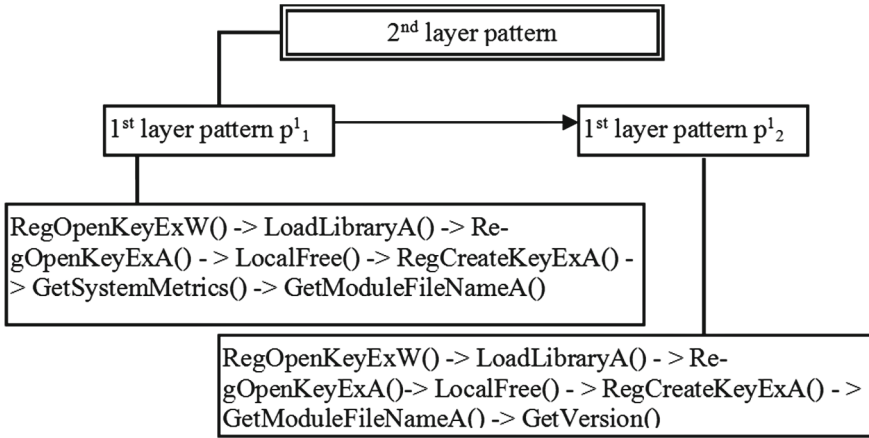 2nd layer pattern
1st layer pattern p11
1st layer pattern p12
RegOpenKeyExW() -> LoadLibraryA() -> Re-
gOpenKeyExA() - > LocalFree() -> RegCreateKeyExA() -
> GetSystemMetrics() -> GetModuleFileNameA()
RegOpenKeyExW() -> LoadLibraryA() - > Re-
gOpenKeyExA()-> LocalFree() - > RegCreateKeyExA() - >
GetModuleFileNameA() -> GetVersion()